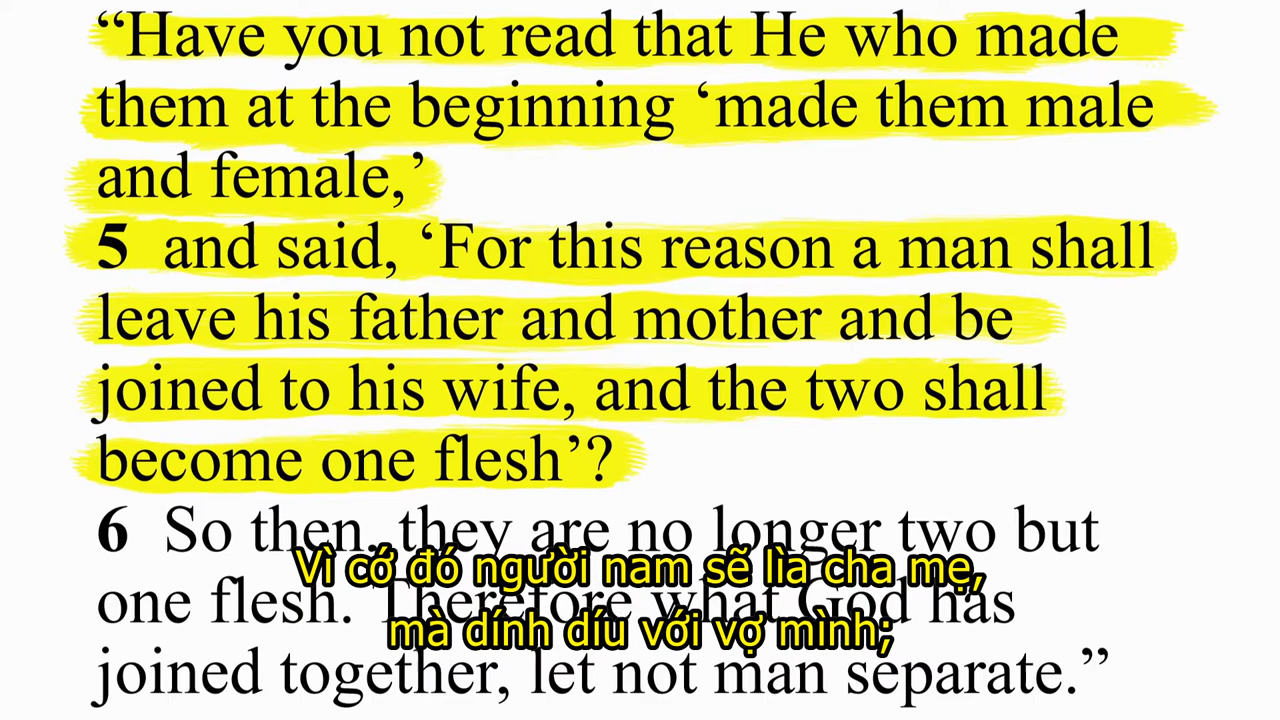 “Have you not read that He who made
them at the beginning ‘made them male
and female,’
5 and said, ‘For this reason a man shall
leave his father and mother and be
joined to his wife, and the two shall
become one flesh’?
6 So then, they are no longer two but
one flesh. Therefore what God has
joined together, let not man separate.”
Vì cớ đó người nam sẽ lìa cha mẹ,
mà dính díu với vợ mình;